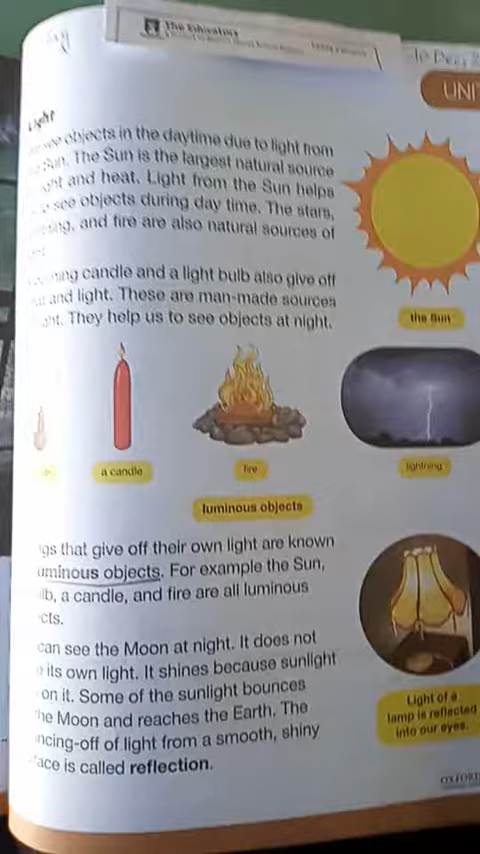 The Educators
UNI
Light
see objects in the daytime due to light from
Sun. The Sun is the largest natural source
and heat. Light from the Sun helps
see objects during day time. The stars,
and fire are also natural sources of
candle and a light bulb also give off
and light. These are man-made sources
They help us to see objects at night.
the Sun
a candle
fire
lightning
luminous objects
gs that give off their own light are known
uminous objects. For example the Sun,
lb, a candle, and fire are all luminous
cts.
can see the Moon at night. It does not
its own light. It shines because sunlight
on it. Some of the sunlight bounces
he Moon and reaches the Earth. The
ncing-off of light from a smooth, shiny
face is called reflection.
Light of a
lamp is reflected
into our eyes.
OXFORD